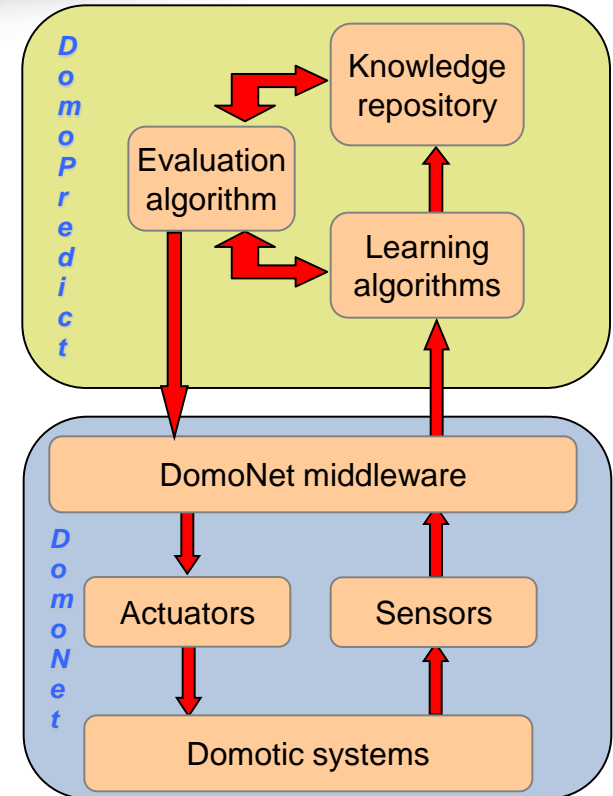 DomoPredict
Knowledge
repository
Evaluation
algorithm
Learning
algorithms
DomoNet middleware
DomoNet
Actuators
Sensors
Domotic systems